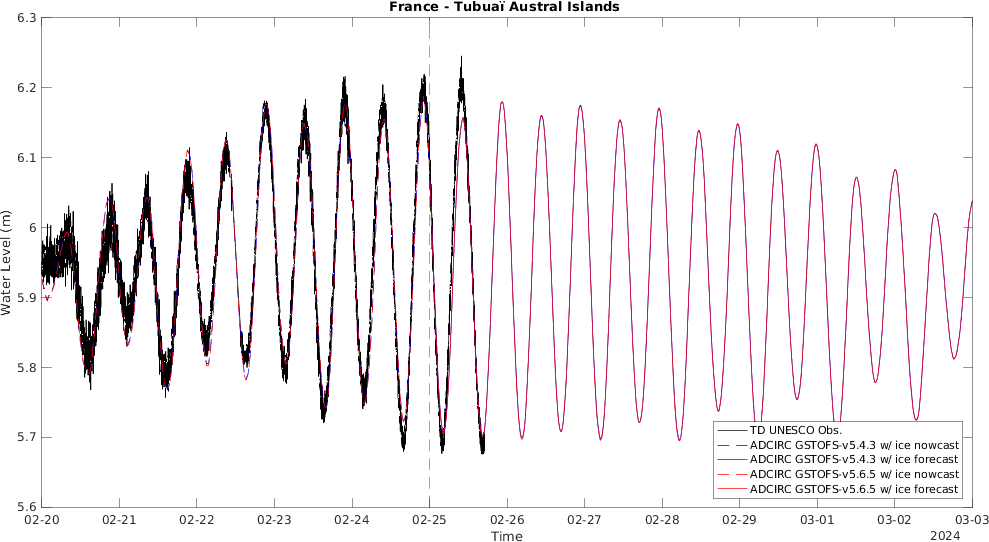 France - Tubuaï Austral Islands
6.3
6.2
6.1
6
5.9
5.8
5.7
5.6
Water Level (m)
TD UNESCO Obs.
ADCIRC GSTOFS-v5.4.3 w/ ice nowcast
ADCIRC GSTOFS-v5.4.3 w/ ice forecast
ADCIRC GSTOFS-v5.6.5 w/ ice nowcast
ADCIRC GSTOFS-v5.6.5 w/ ice forecast
02-20 02-21 02-22 02-23 02-24 02-25 02-26 02-27 02-28 02-29 03-01 03-02 03-03
Time
2024